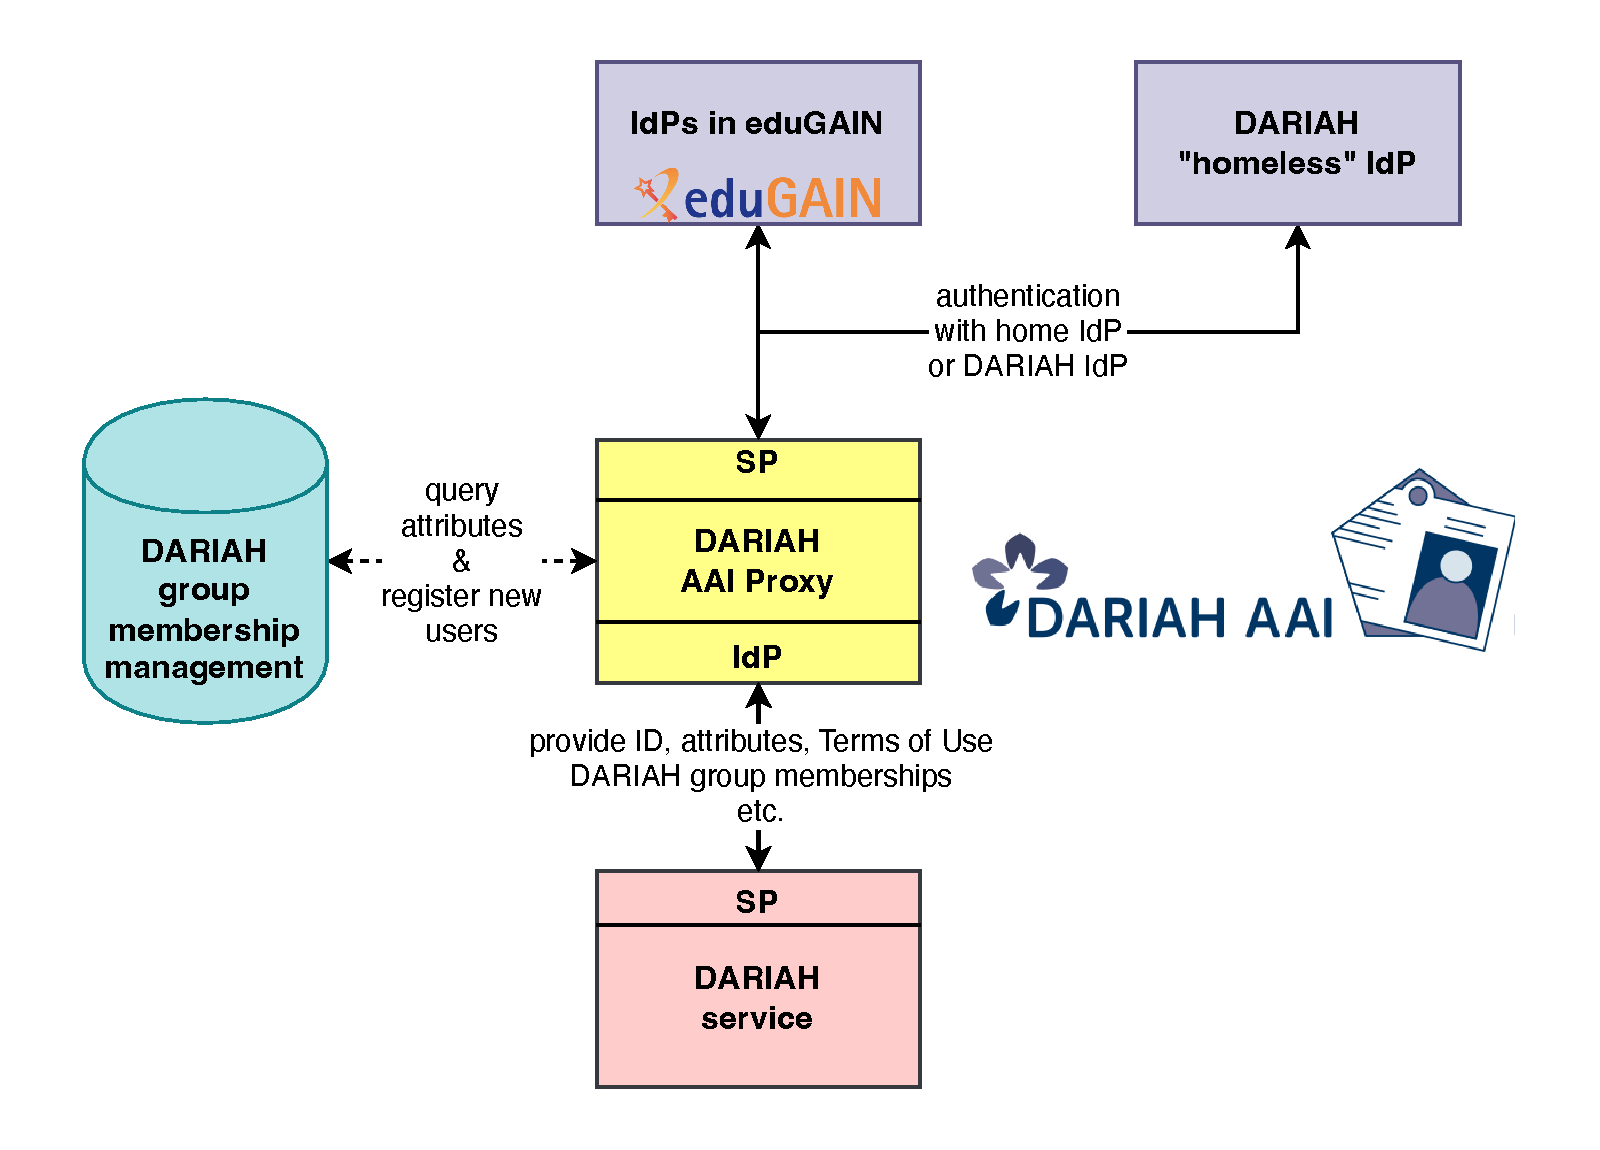 IdPs in eduGAIN
eduGAIN
DARIAH
"homeless" IdP
authentication
with home IdP
or DARIAH IdP
SP
DARIAH
AAI Proxy
IdP
query
attributes
&
register new
users
DARIAH
group
membership
management
DARIAH AAI
provide ID, attributes, Terms of Use
DARIAH group memberships
etc.
SP
DARIAH
service